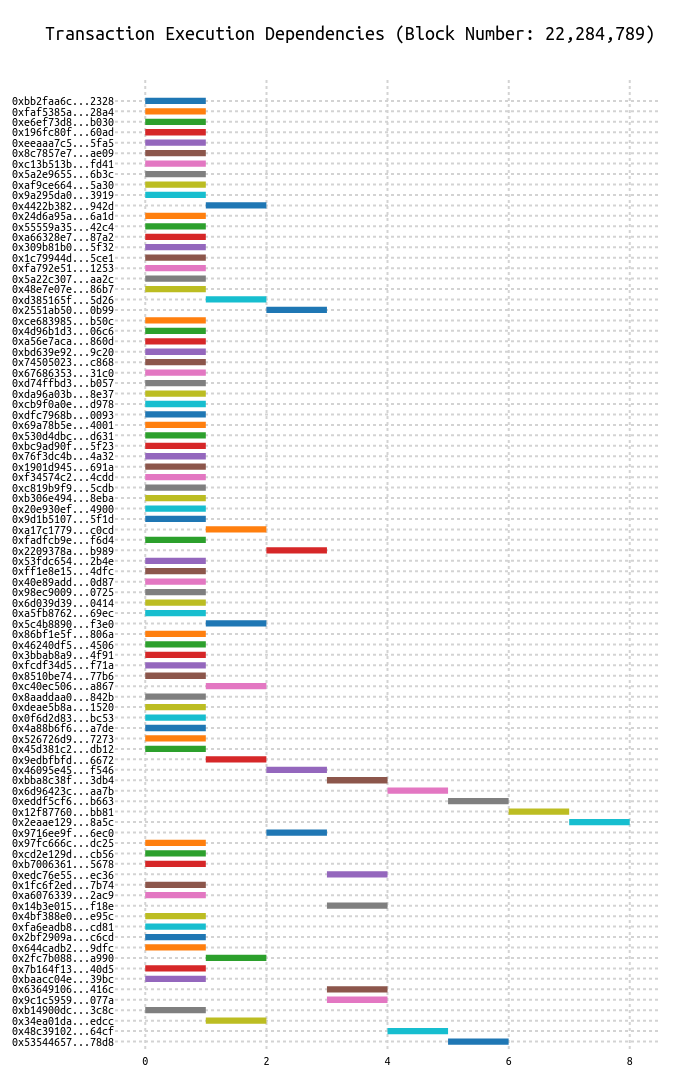 Transaction Execution Dependencies (Block Number: 22,284,789)
0xbb2faa6c...2328
0xfaf5385a...28a4
0xe6ef73d8...b030
0x196fc80f...60ad
0xeeaaa7c5...5fa5
0x8c7857e7...ae09
0xc13b513b...fd41
0x5a2e9655...6b3c
0xaf9ce664...5a30
0x9a295da0...3919
0x4422b382...942d
0x24d6a95a...6a1d
0x55559a35...42c4
0xa66328e7...87a2
0x309b81b0...5f32
0x1c79944d...5ce1
0xfa792e51...1253
0x5a22c307...aa2c
0x48e7e07e...86b7
0xd385165f...5d26
0x2551ab50...0b99
0xce683985...b50c
0x4d96b1d3...06c6
0xa56e7aca...860d
0xbd639e92...9c20
0x74505023...c868
0x67686353...31c0
0xd74ffbd3...b057
0xda96a03b...8e37
0xcb9f0a0e...d978
0xdfc7968b...0093
0x69a78b5e...4001
0x530d4dbc...d631
0xbc9ad90f...5f23
0x76f3dc4b...4a32
0x1901d945...691a
0xf34574c2...4cdd
0xc819b9f9...5cdb
0xb306e494...8eba
0x20e930ef...4900
0x9d1b5107...5f1d
0xa17c1779...c0cd
0xfadfcb9e...f6d4
0x2209378a...b989
0x53fdc654...2b4e
0xff1e8e15...4dfc
0x40e89add...0d87
0x98ec9009...0725
0x6d039d39...0414
0xa5fb8762...69ec
0x5c4b8890...f3e0
0x86bf1e5f...806a
0x46240df5...4506
0x3bbab8a9...4f91
0xfcdf34d5...f71a
0x8510be74...77b6
0xc40ec506...a867
0x8aaddaa0...842b
0xdeae5b8a...1520
0x0f6d2d83...bc53
0x4a88b6f6...a7de
0x526726d9...7273
0x45d381c2...db12
0x9edbfbfd...6672
0x46095e45...f546
0xbba8c38f...3db4
0x6d96423c...aa7b
0xeddf5cf6...b663
0x12f87760...bb81
0x2eaae129...8a5c
0x9716ee9f...6ec0
0x97fc666c...dc25
0xcd2e129d...cb56
0xb7006361...5678
0xedc76e55...ec36
0x1fc6f2ed...7b74
0xa6076339...2ac9
0x14b3e015...f18e
0x4bf388e0...e95c
0xfa6eadb8...cd81
0x2bf2909a...c6cd
0x644cadb2...9dfc
0x2fc7b088...a990
0x7b164f13...40d5
0xbaacc04e...39bc
0x63649106...416c
0x9c1c5959...077a
0xb14900dc...3c8c
0x34ea01da...edcc
0x48c39102...64cf
0x53544657...78d8
0 2 4 6 8